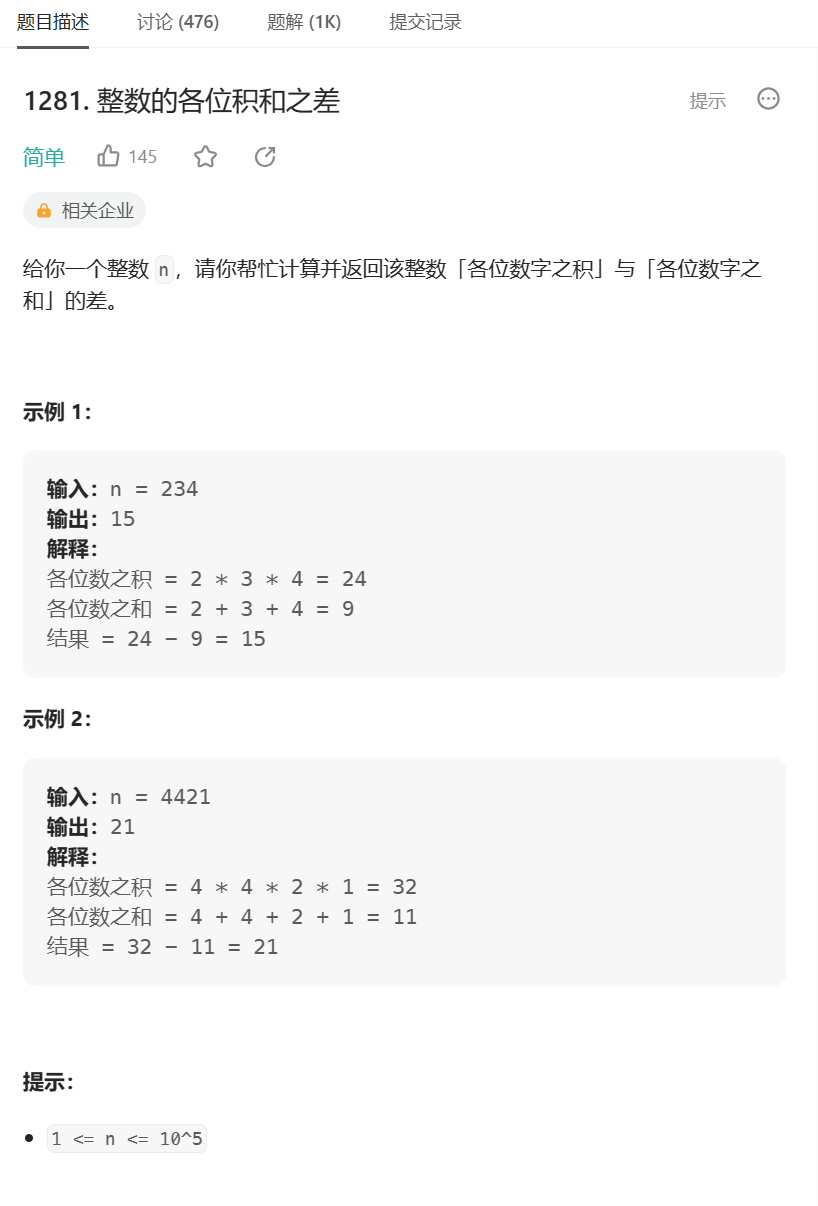 题目描述 讨论 (476) 题解 (1K) 提交记录
1281. 整数的各位积和之差 提示
简单 145
相关企业
给你一个整数 n，请你帮忙计算并返回该整数「各位数字之积」与「各位数字之
和」的差。
示例 1：
输入：n = 234
输出：15
解释：
各位数之积 = 2 * 3 * 4 = 24
各位数之和 = 2 + 3 + 4 = 9
结果 = 24 - 9 = 15
示例 2：
输入：n = 4421
输出：21
解释：
各位数之积 = 4 * 4 * 2 * 1 = 32
各位数之和 = 4 + 4 + 2 + 1 = 11
结果 = 32 - 11 = 21
提示：
1 <= n <= 10^5